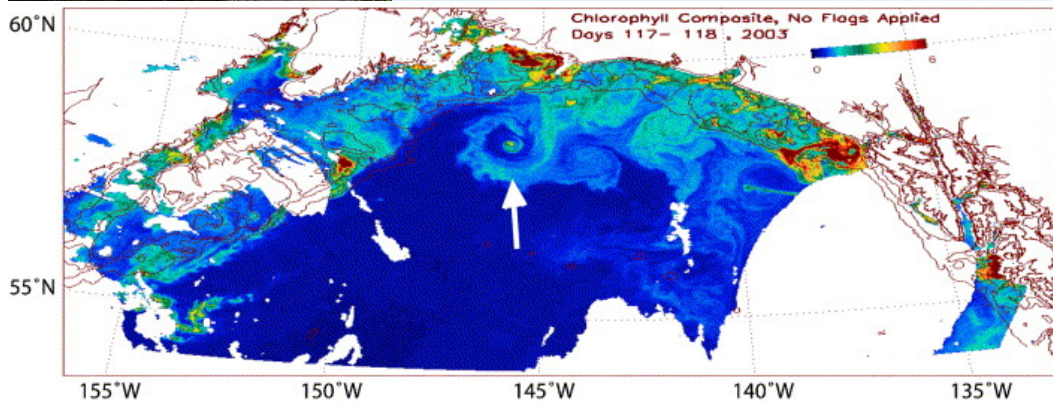 60°N
Chlorophyll Composite, No Flags Applied
Days 117- 118 , 2003
0
6
55°N
155°W
150°W
145°W
140°W
135°W